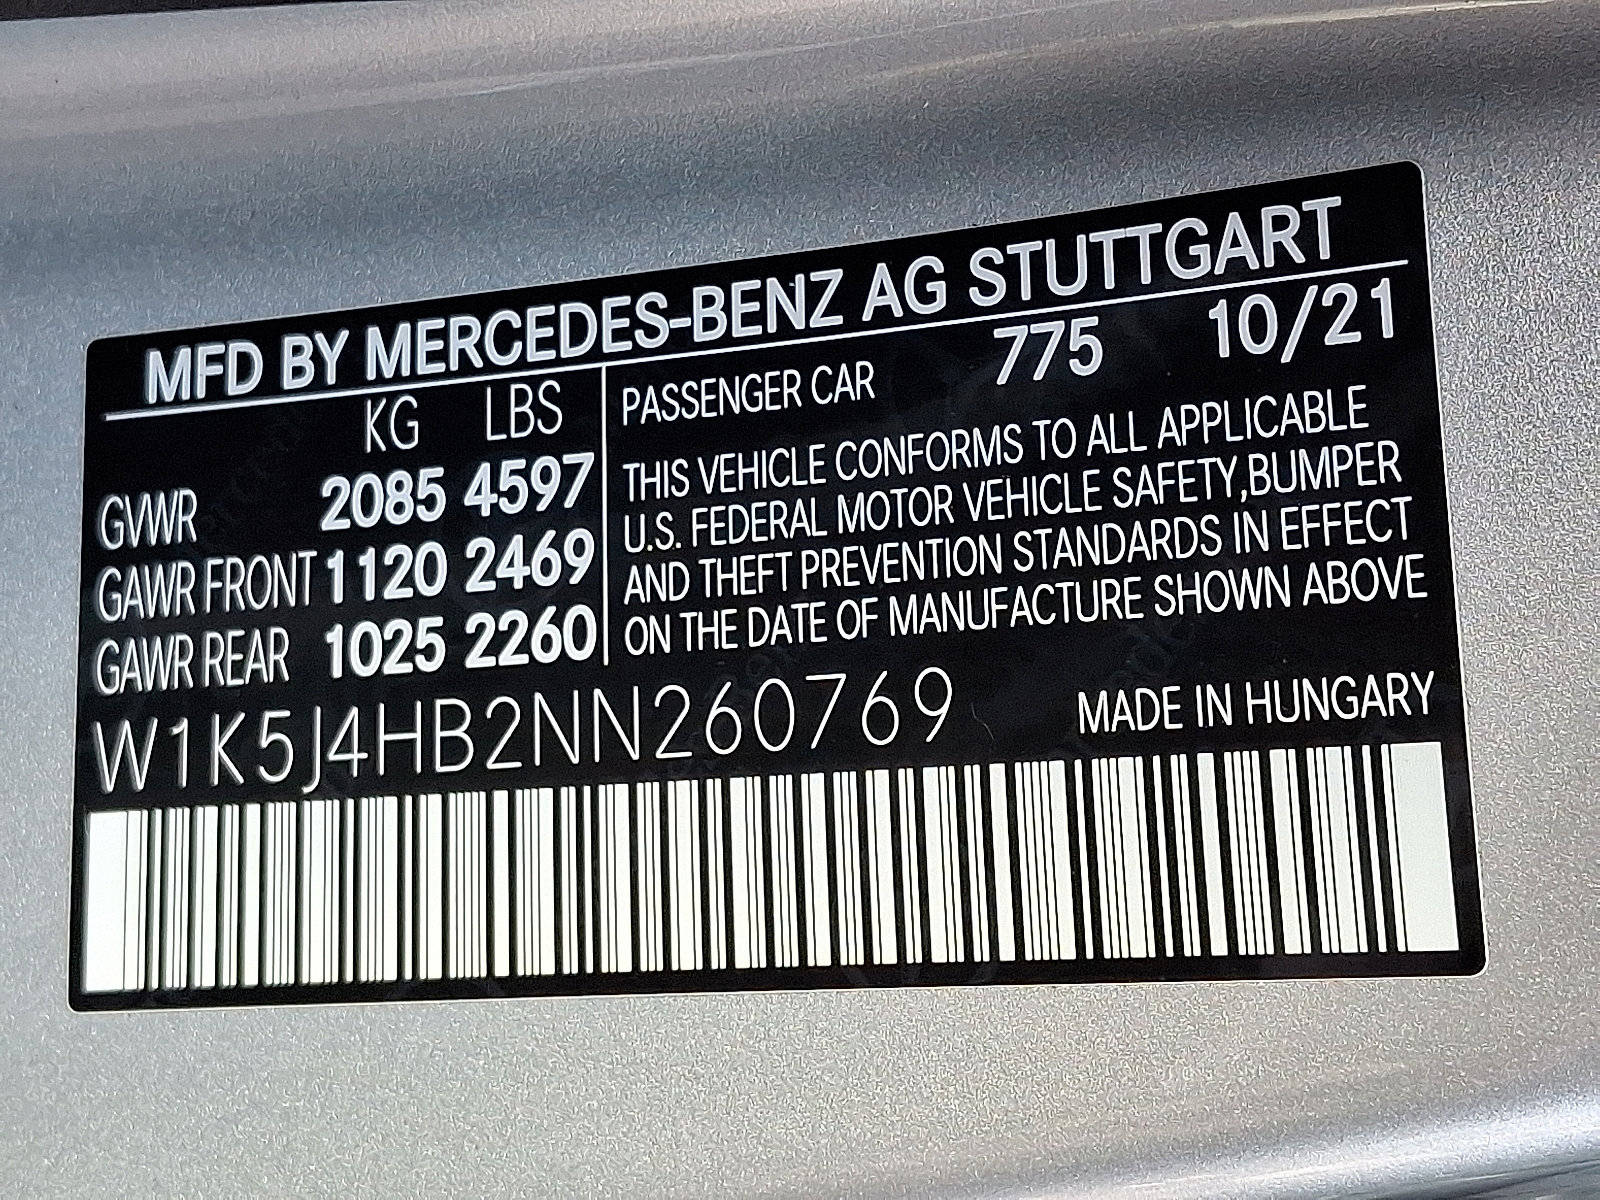 MFD BY MERCEDES-BENZ AG STUTTGART
KG LBS
GVWR 2085 4597
GAWR FRONT 1120 2469
GAWR REAR 1025 2260
PASSENGER CAR 775 10/21
THIS VEHICLE CONFORMS TO ALL APPLICABLE
U.S. FEDERAL MOTOR VEHICLE SAFETY,BUMPER
AND THEFT PREVENTION STANDARDS IN EFFECT
ON THE DATE OF MANUFACTURE SHOWN ABOVE
W1K5J4HB2NN260769
MADE IN HUNGARY